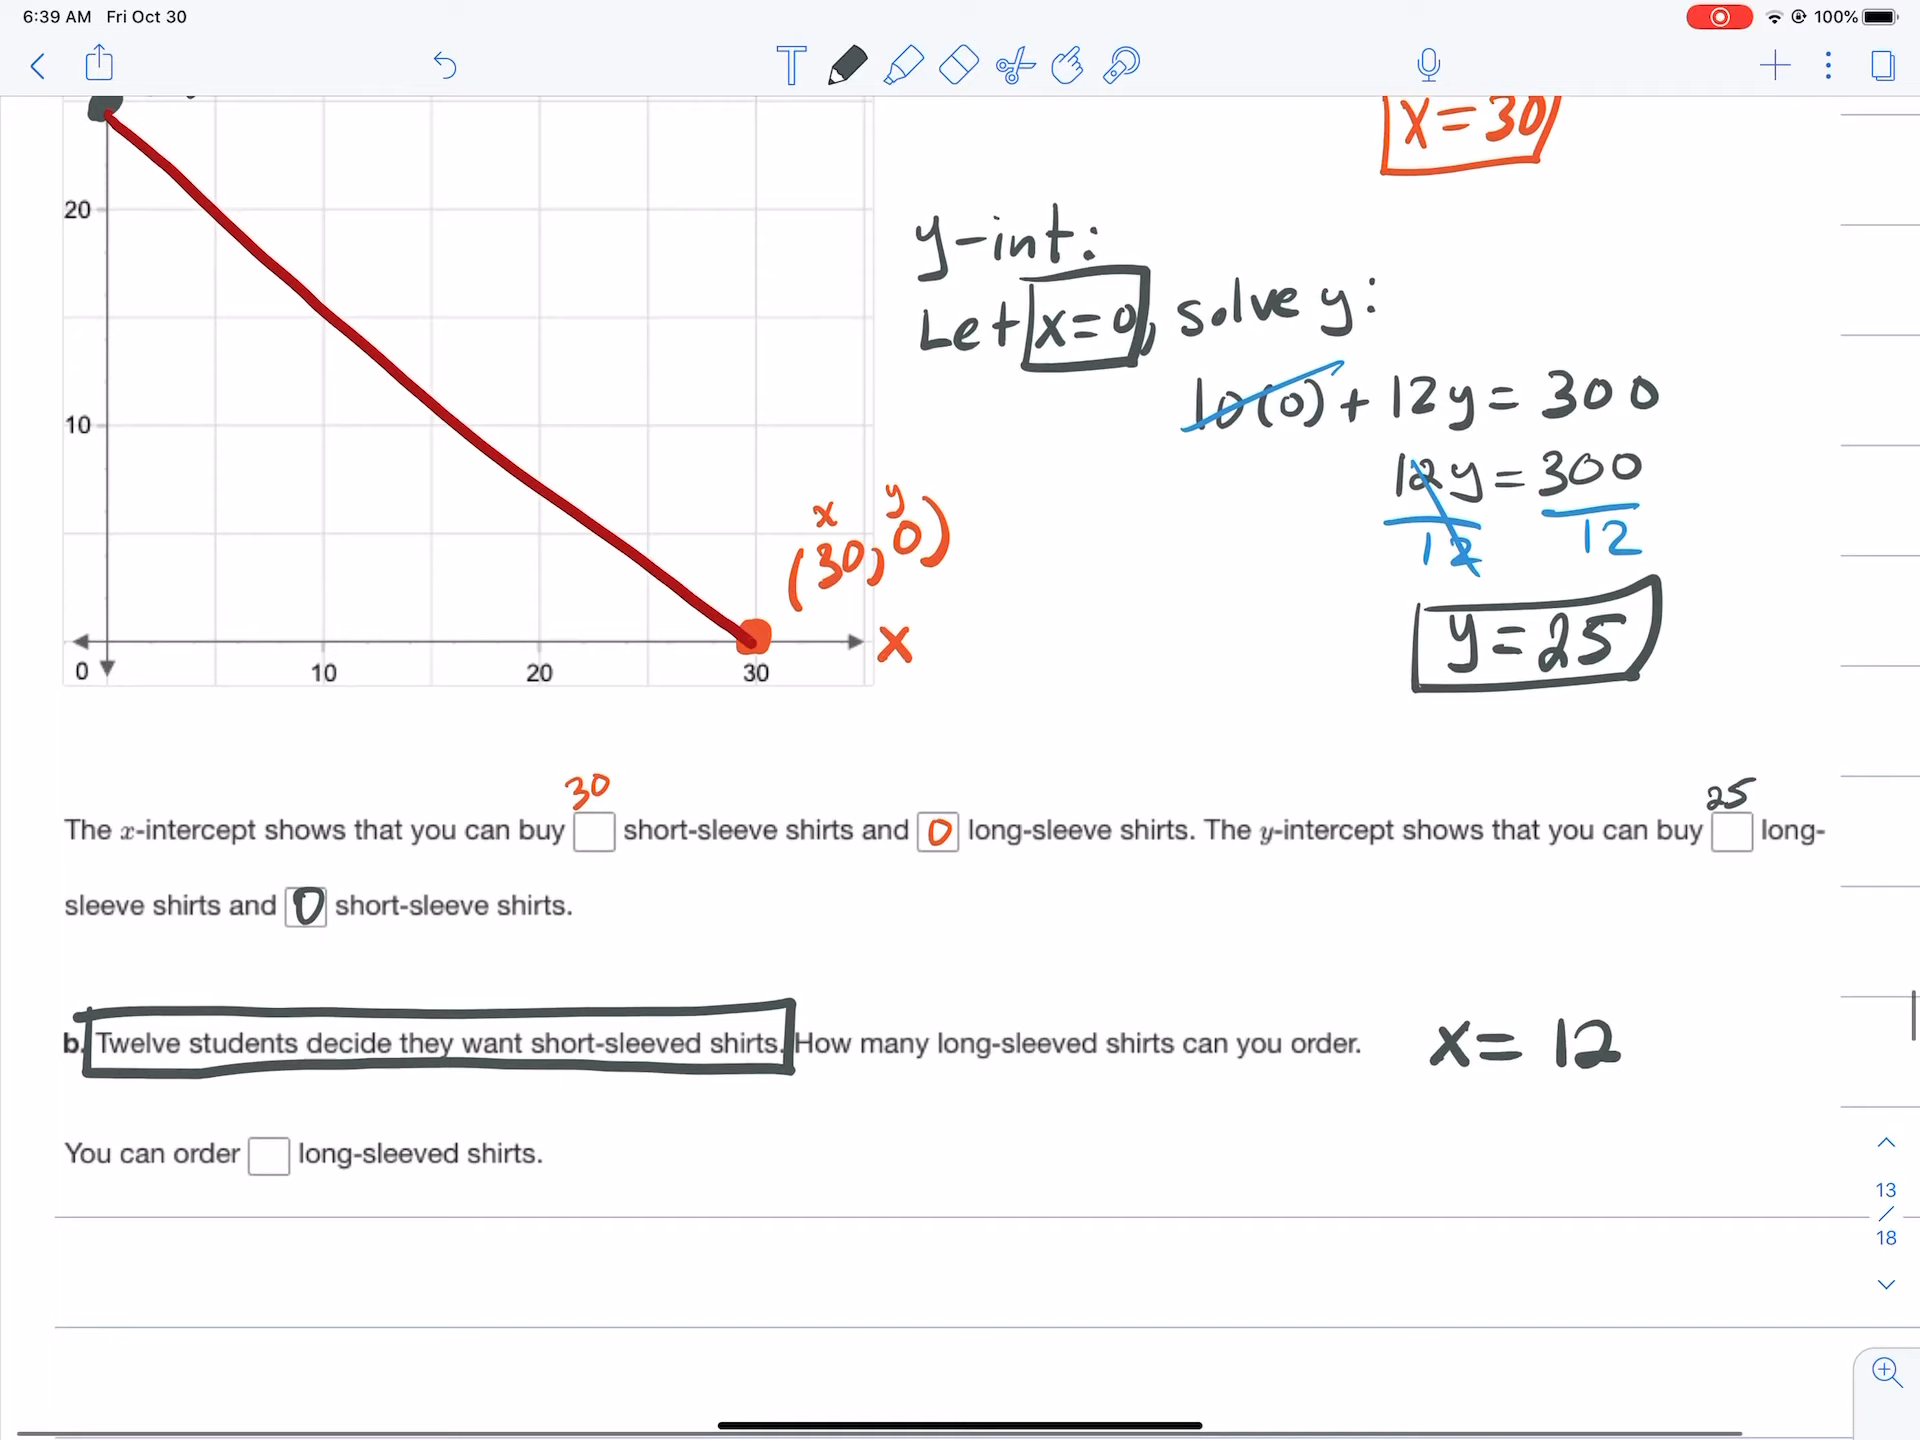 6:39 AM Fri Oct 30
100%
x=30
20
y-int:
Let x=0, solve y:
10(0) + 12y = 300
10
12y = 300
12 12
x y
(30, 0)
y = 25
x
0 10 20 30
30
25
The x-intercept shows that you can buy short-sleeve shirts and 0 long-sleeve shirts. The y-intercept shows that you can buy long-
sleeve shirts and 0 short-sleeve shirts.
b. Twelve students decide they want short-sleeved shirts. How many long-sleeved shirts can you order.
x= 12
You can order long-sleeved shirts.
13
/
18